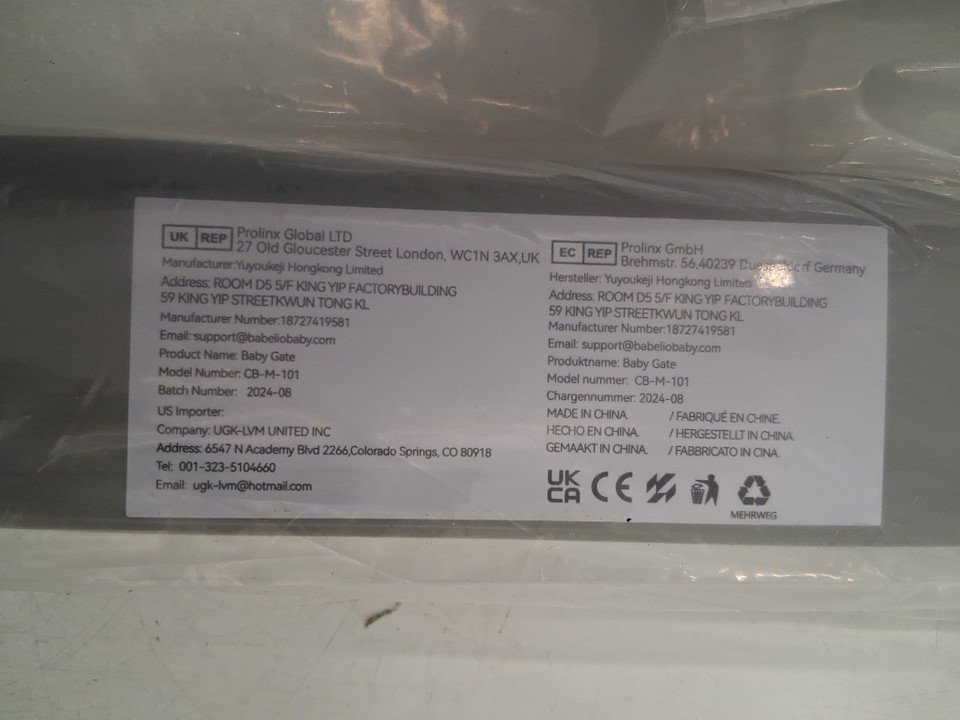 UK REP Prolinx Global LTD
27 Old Gloucester Street London, WC1N 3AX,UK
Manufacturer:Yuyoukeji Hongkong Limited
Address: ROOM D5 5/F KING YIP FACTORYBUILDING
59 KING YIP STREETKWUN TONG KL
Manufacturer Number:18727419581
Email: support@babeliobaby.com
Product Name: Baby Gate
Model Number: CB-M-101
Batch Number: 2024-08
US Importer:
Company: UGK-LVM UNITED INC
Address: 6547 N Academy Blvd 2266,Colorado Springs, CO 80918
Tel: 001-323-5104660
Email: ugk-lvm@hotmail.com
EC REP Prolinx GmbH
Brehmstr. 56,40239 Duesseldorf Germany
Hersteller: Yuyoukeji Hongkong Limited
Address: ROOM D5 5/F KING YIP FACTORYBUILDING
59 KING YIP STREETKWUN TONG KL
Manufacturer Number:18727419581
Email: support@babeliobaby.com
Produktname: Baby Gate
Model nummer: CB-M-101
Chargennummer: 2024-08
MADE IN CHINA. / FABRIQUÉ EN CHINE.
HECHO EN CHINA. / HERGESTELLT IN CHINA.
GEMAAKT IN CHINA. / FABBRICATO IN CINA.
UK
CA CE
MEHRWEG